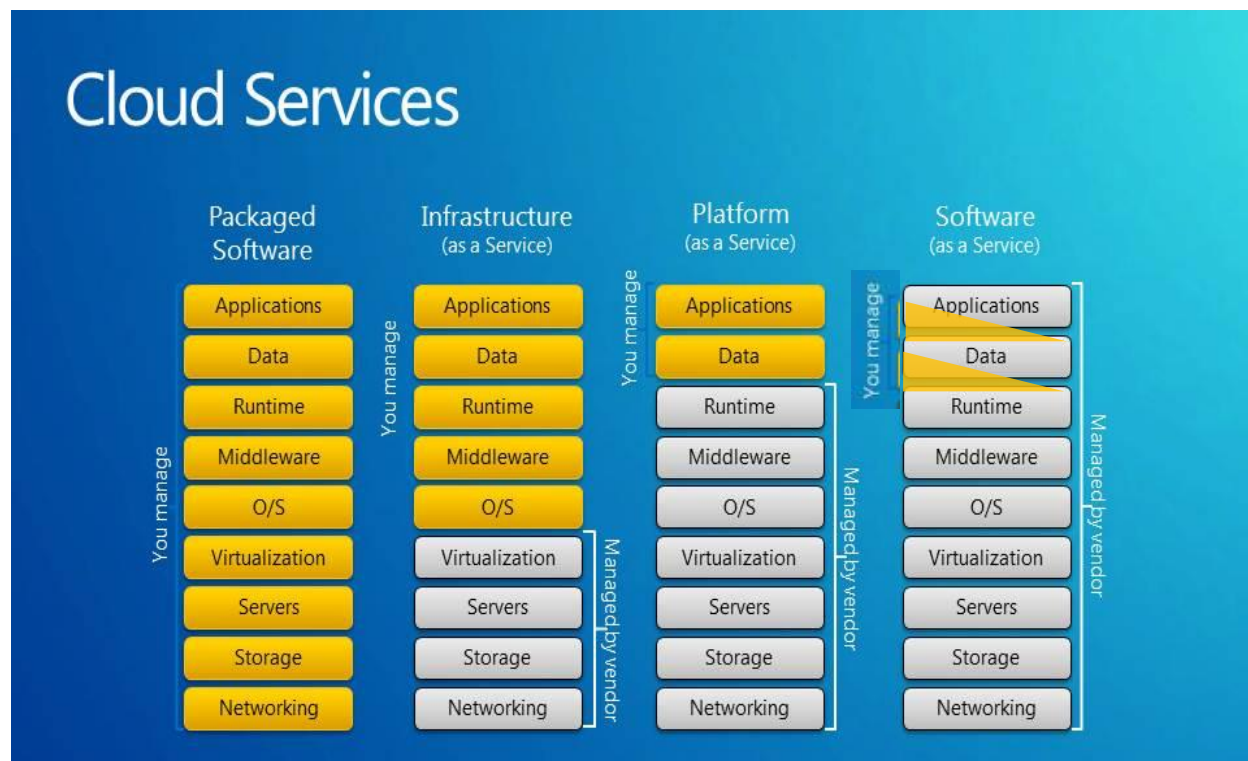 Cloud Services
Packaged
Software
You manage
Applications
Data
Runtime
Middleware
O/S
Virtualization
Servers
Storage
Networking
Infrastructure
(as a Service)
You manage
Applications
Data
Runtime
Middleware
O/S
Virtualization
Servers
Storage
Networking
Managed by vendor
Platform
(as a Service)
You manage
Applications
Data
Runtime
Middleware
O/S
Virtualization
Servers
Storage
Networking
Managed by vendor
Software
(as a Service)
You manage
Applications
Data
Runtime
Middleware
O/S
Virtualization
Servers
Storage
Networking
Managed by vendor